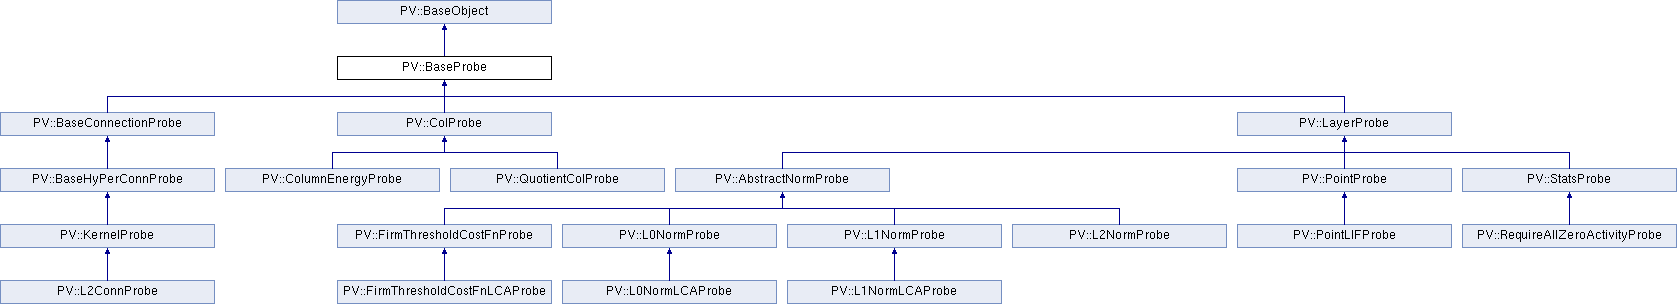 PV::BaseObject
PV::BaseProbe
PV::BaseConnectionProbe
PV::ColProbe
PV::LayerProbe
PV::BaseHyPerConnProbe
PV::ColumnEnergyProbe
PV::QuotientColProbe
PV::AbstractNormProbe
PV::PointProbe
PV::StatsProbe
PV::KernelProbe
PV::FirmThresholdCostFnProbe
PV::L0NormProbe
PV::L1NormProbe
PV::L2NormProbe
PV::PointLIFProbe
PV::RequireAllZeroActivityProbe
PV::L2ConnProbe
PV::FirmThresholdCostFnLCAProbe
PV::L0NormLCAProbe
PV::L1NormLCAProbe